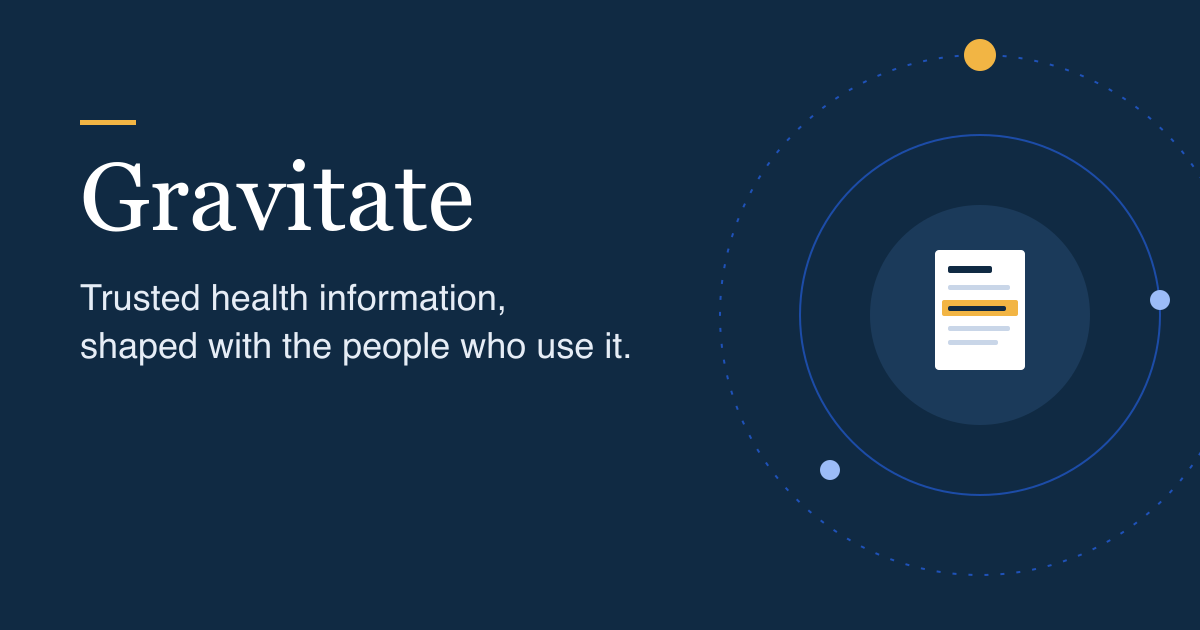 Gravitate
Trusted health information,
shaped with the people who use it.